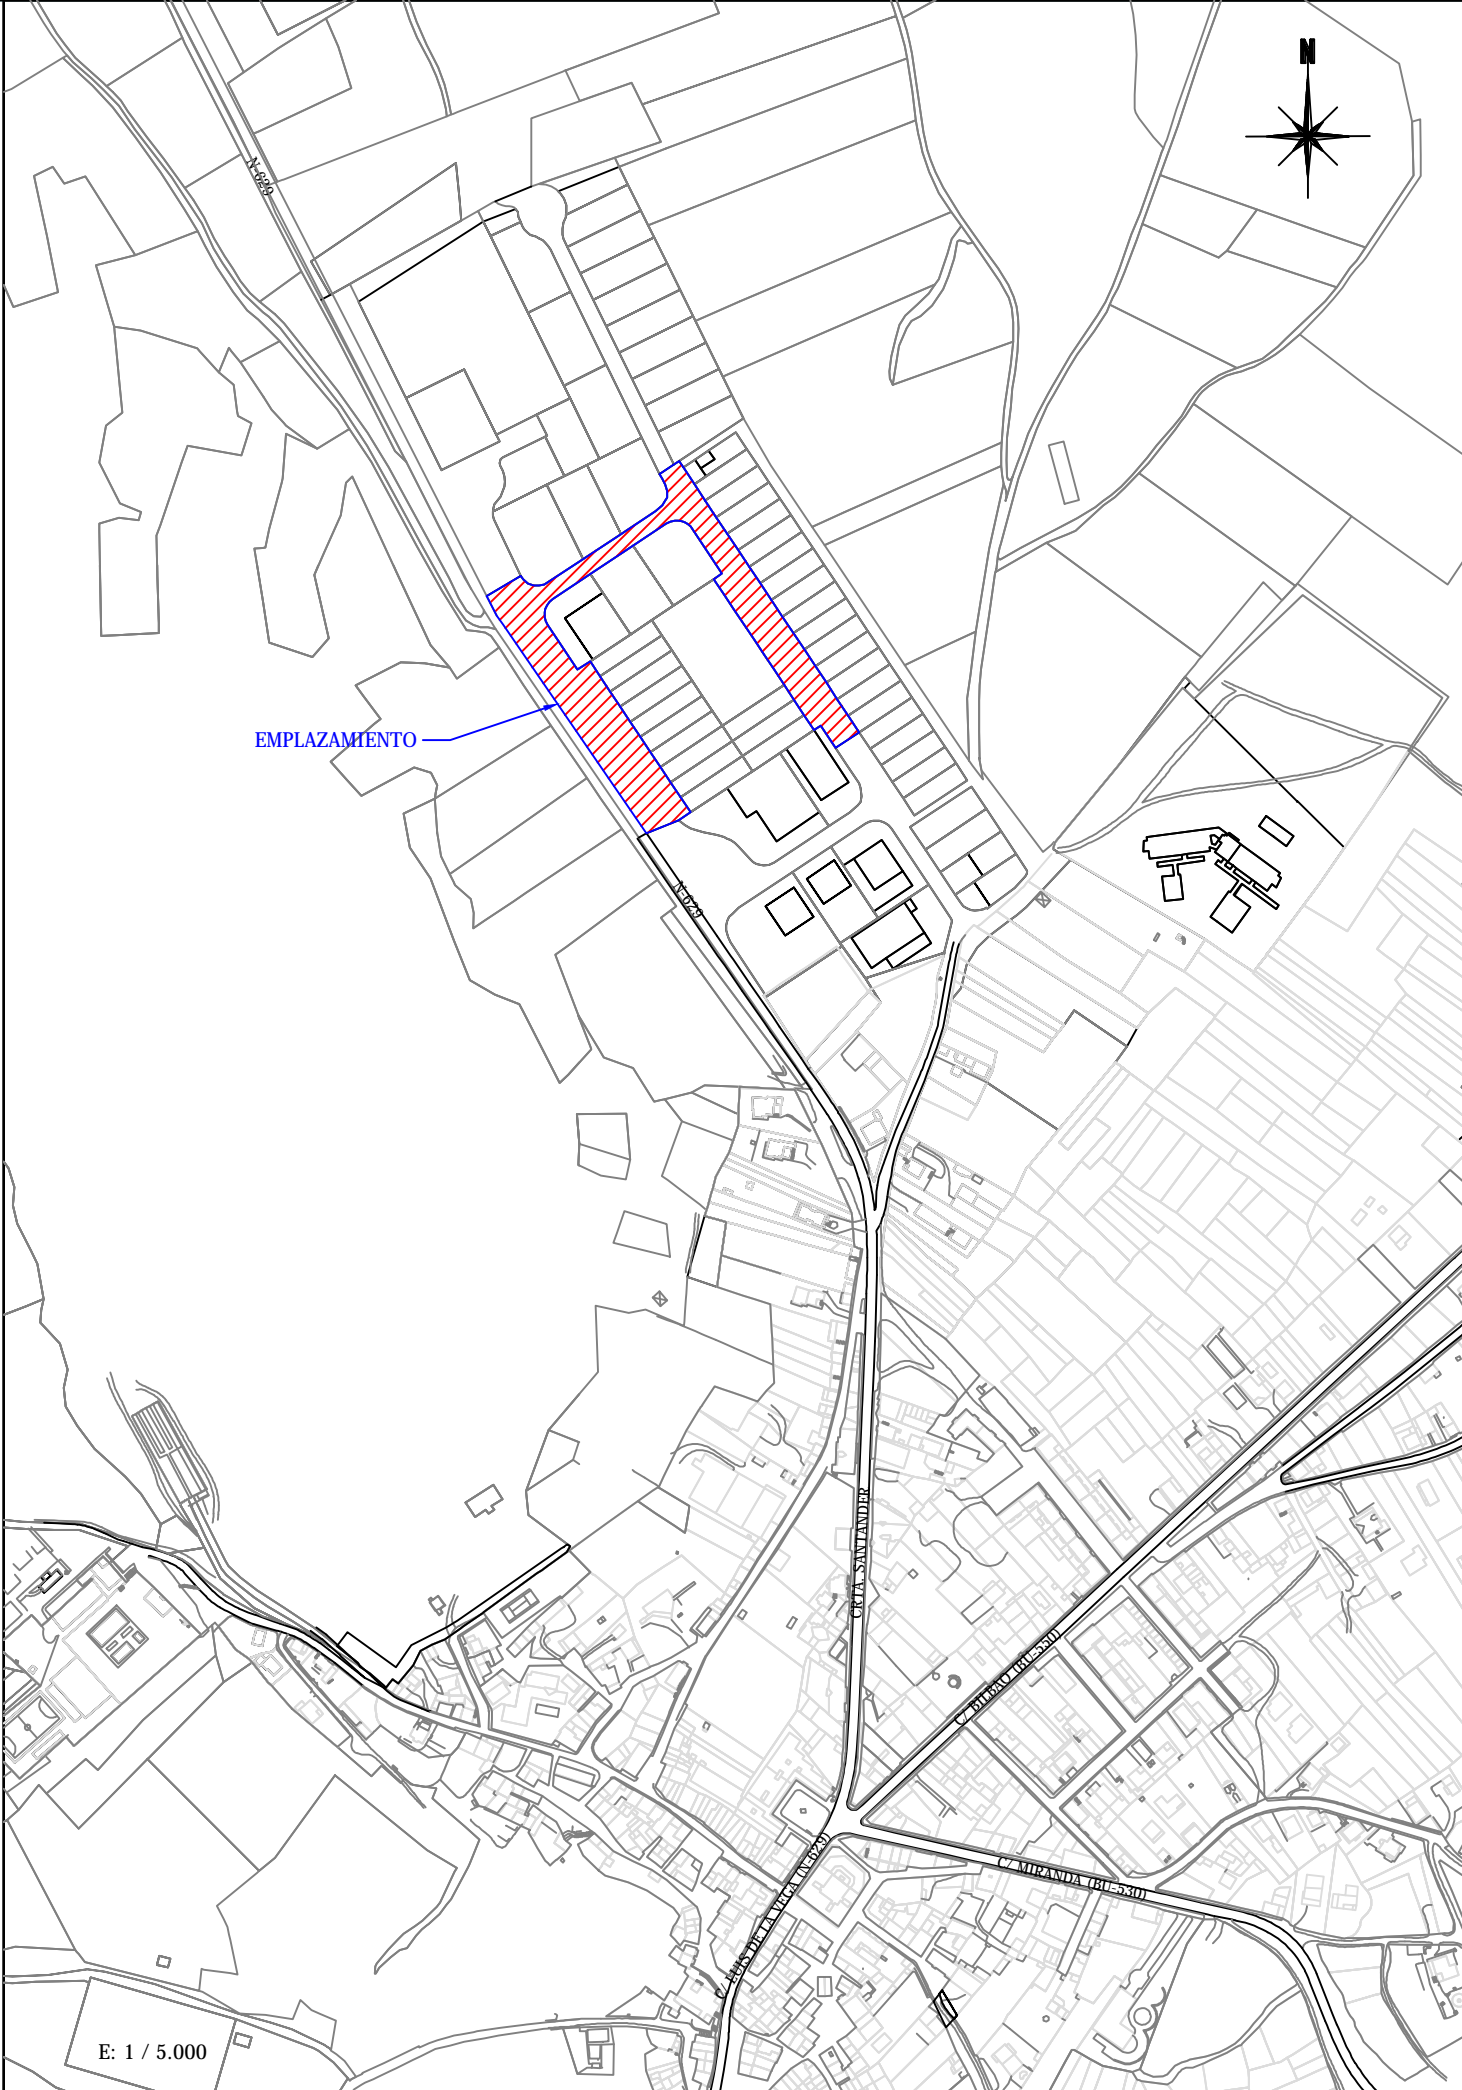 N
N-629
EMPLAZAMIENTO
N-629
CRTA. SANTANDER
C/ BILBAO (BU-550)
C/ MIRANDA (BU-530)
C/ LUIS DE LA VEGA (N-629)
E: 1 / 5.000